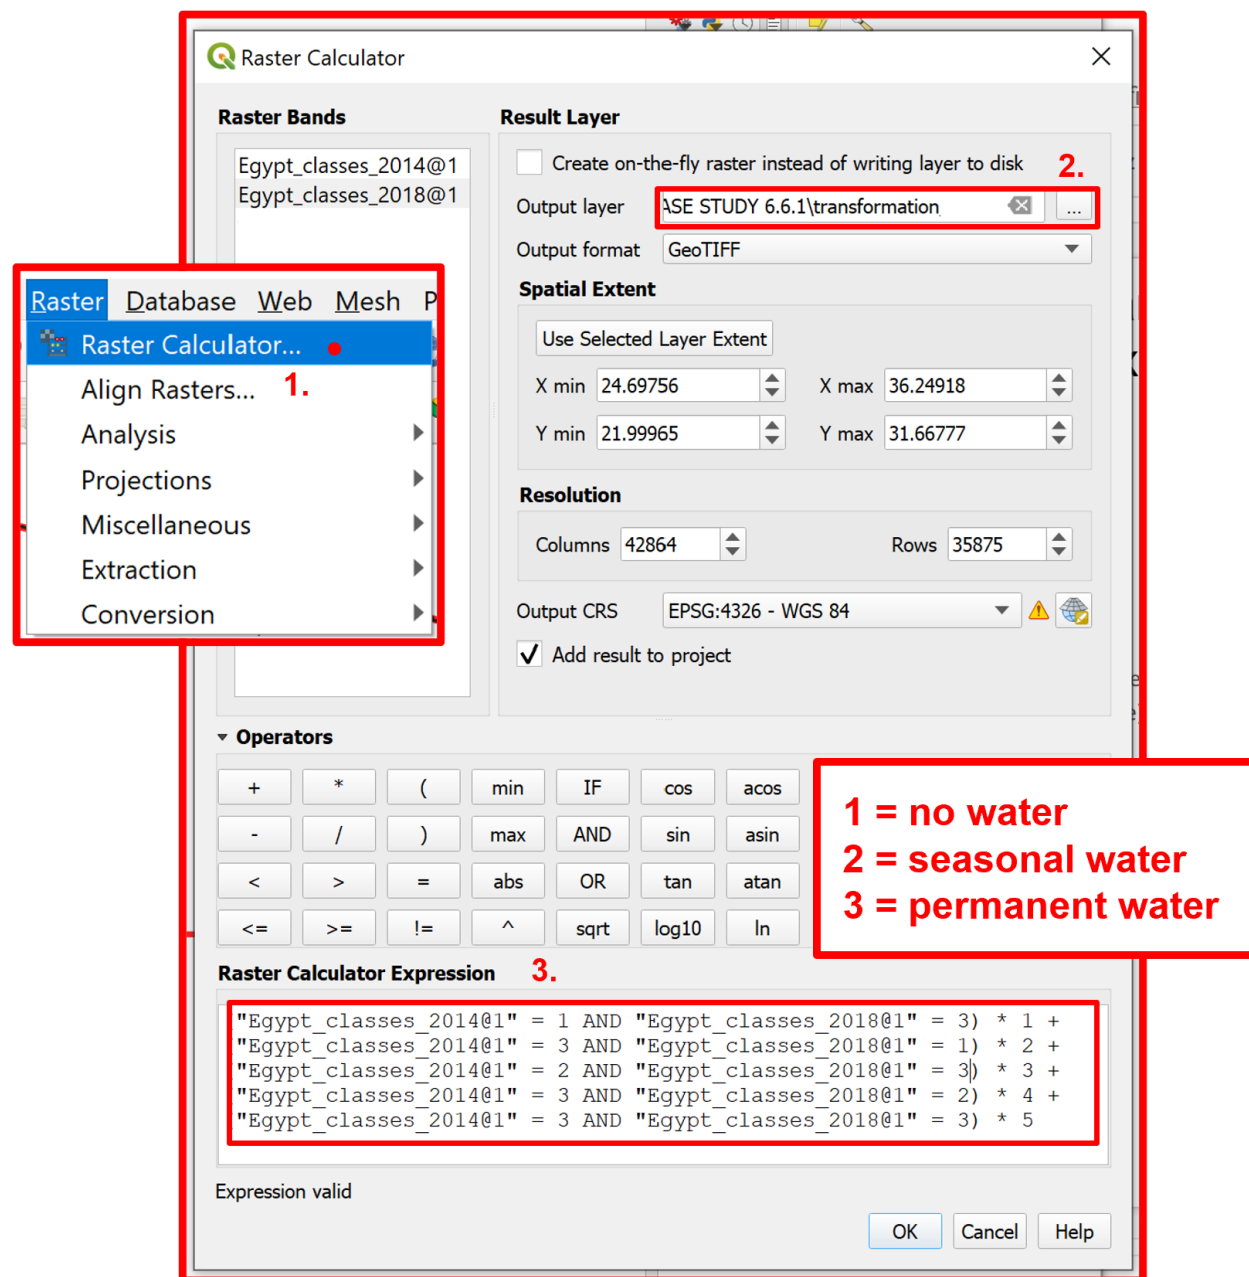 Raster Calculator
Raster Bands
Egypt_classes_2014@1
Egypt_classes_2018@1
Result Layer
Create on-the-fly raster instead of writing layer to disk
2.
Output layer
ASE STUDY 6.6.1\transformation
...
Output format
GeoTIFF
Spatial Extent
Use Selected Layer Extent
X min 24.69756 X max 36.24918
Y min 21.99965 Y max 31.66777
Resolution
Columns 42864 Rows 35875
Output CRS
EPSG:4326 - WGS 84
Add result to project
Raster Database Web Mesh P
Raster Calculator...
1.
Align Rasters...
Analysis
Projections
Miscellaneous
Extraction
Conversion
Operators
+ * ( min IF cos acos
- / ) max AND sin asin
< > = abs OR tan atan
<= >= != ^ sqrt log10 ln
1 = no water
2 = seasonal water
3 = permanent water
Raster Calculator Expression
3.
"Egypt_classes_2014@1" = 1 AND "Egypt_classes_2018@1" = 3) * 1 +
"Egypt_classes_2014@1" = 3 AND "Egypt_classes_2018@1" = 1) * 2 +
"Egypt_classes_2014@1" = 2 AND "Egypt_classes_2018@1" = 3) * 3 +
"Egypt_classes_2014@1" = 3 AND "Egypt_classes_2018@1" = 2) * 4 +
"Egypt_classes_2014@1" = 3 AND "Egypt_classes_2018@1" = 3) * 5
Expression valid
OK Cancel Help